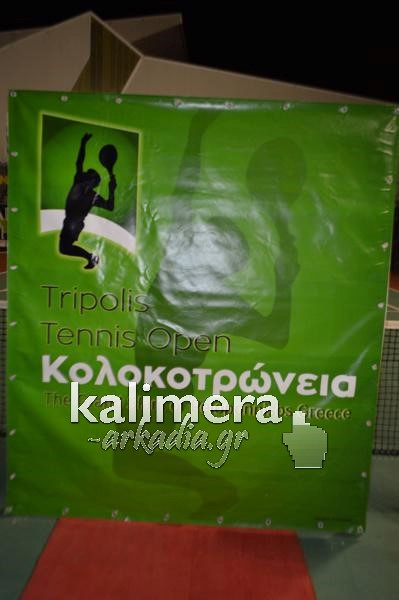 Tripolis
Tennis Open
Κολοκοτρώνεια
The
Greece
kalimera
-arkadia.gr